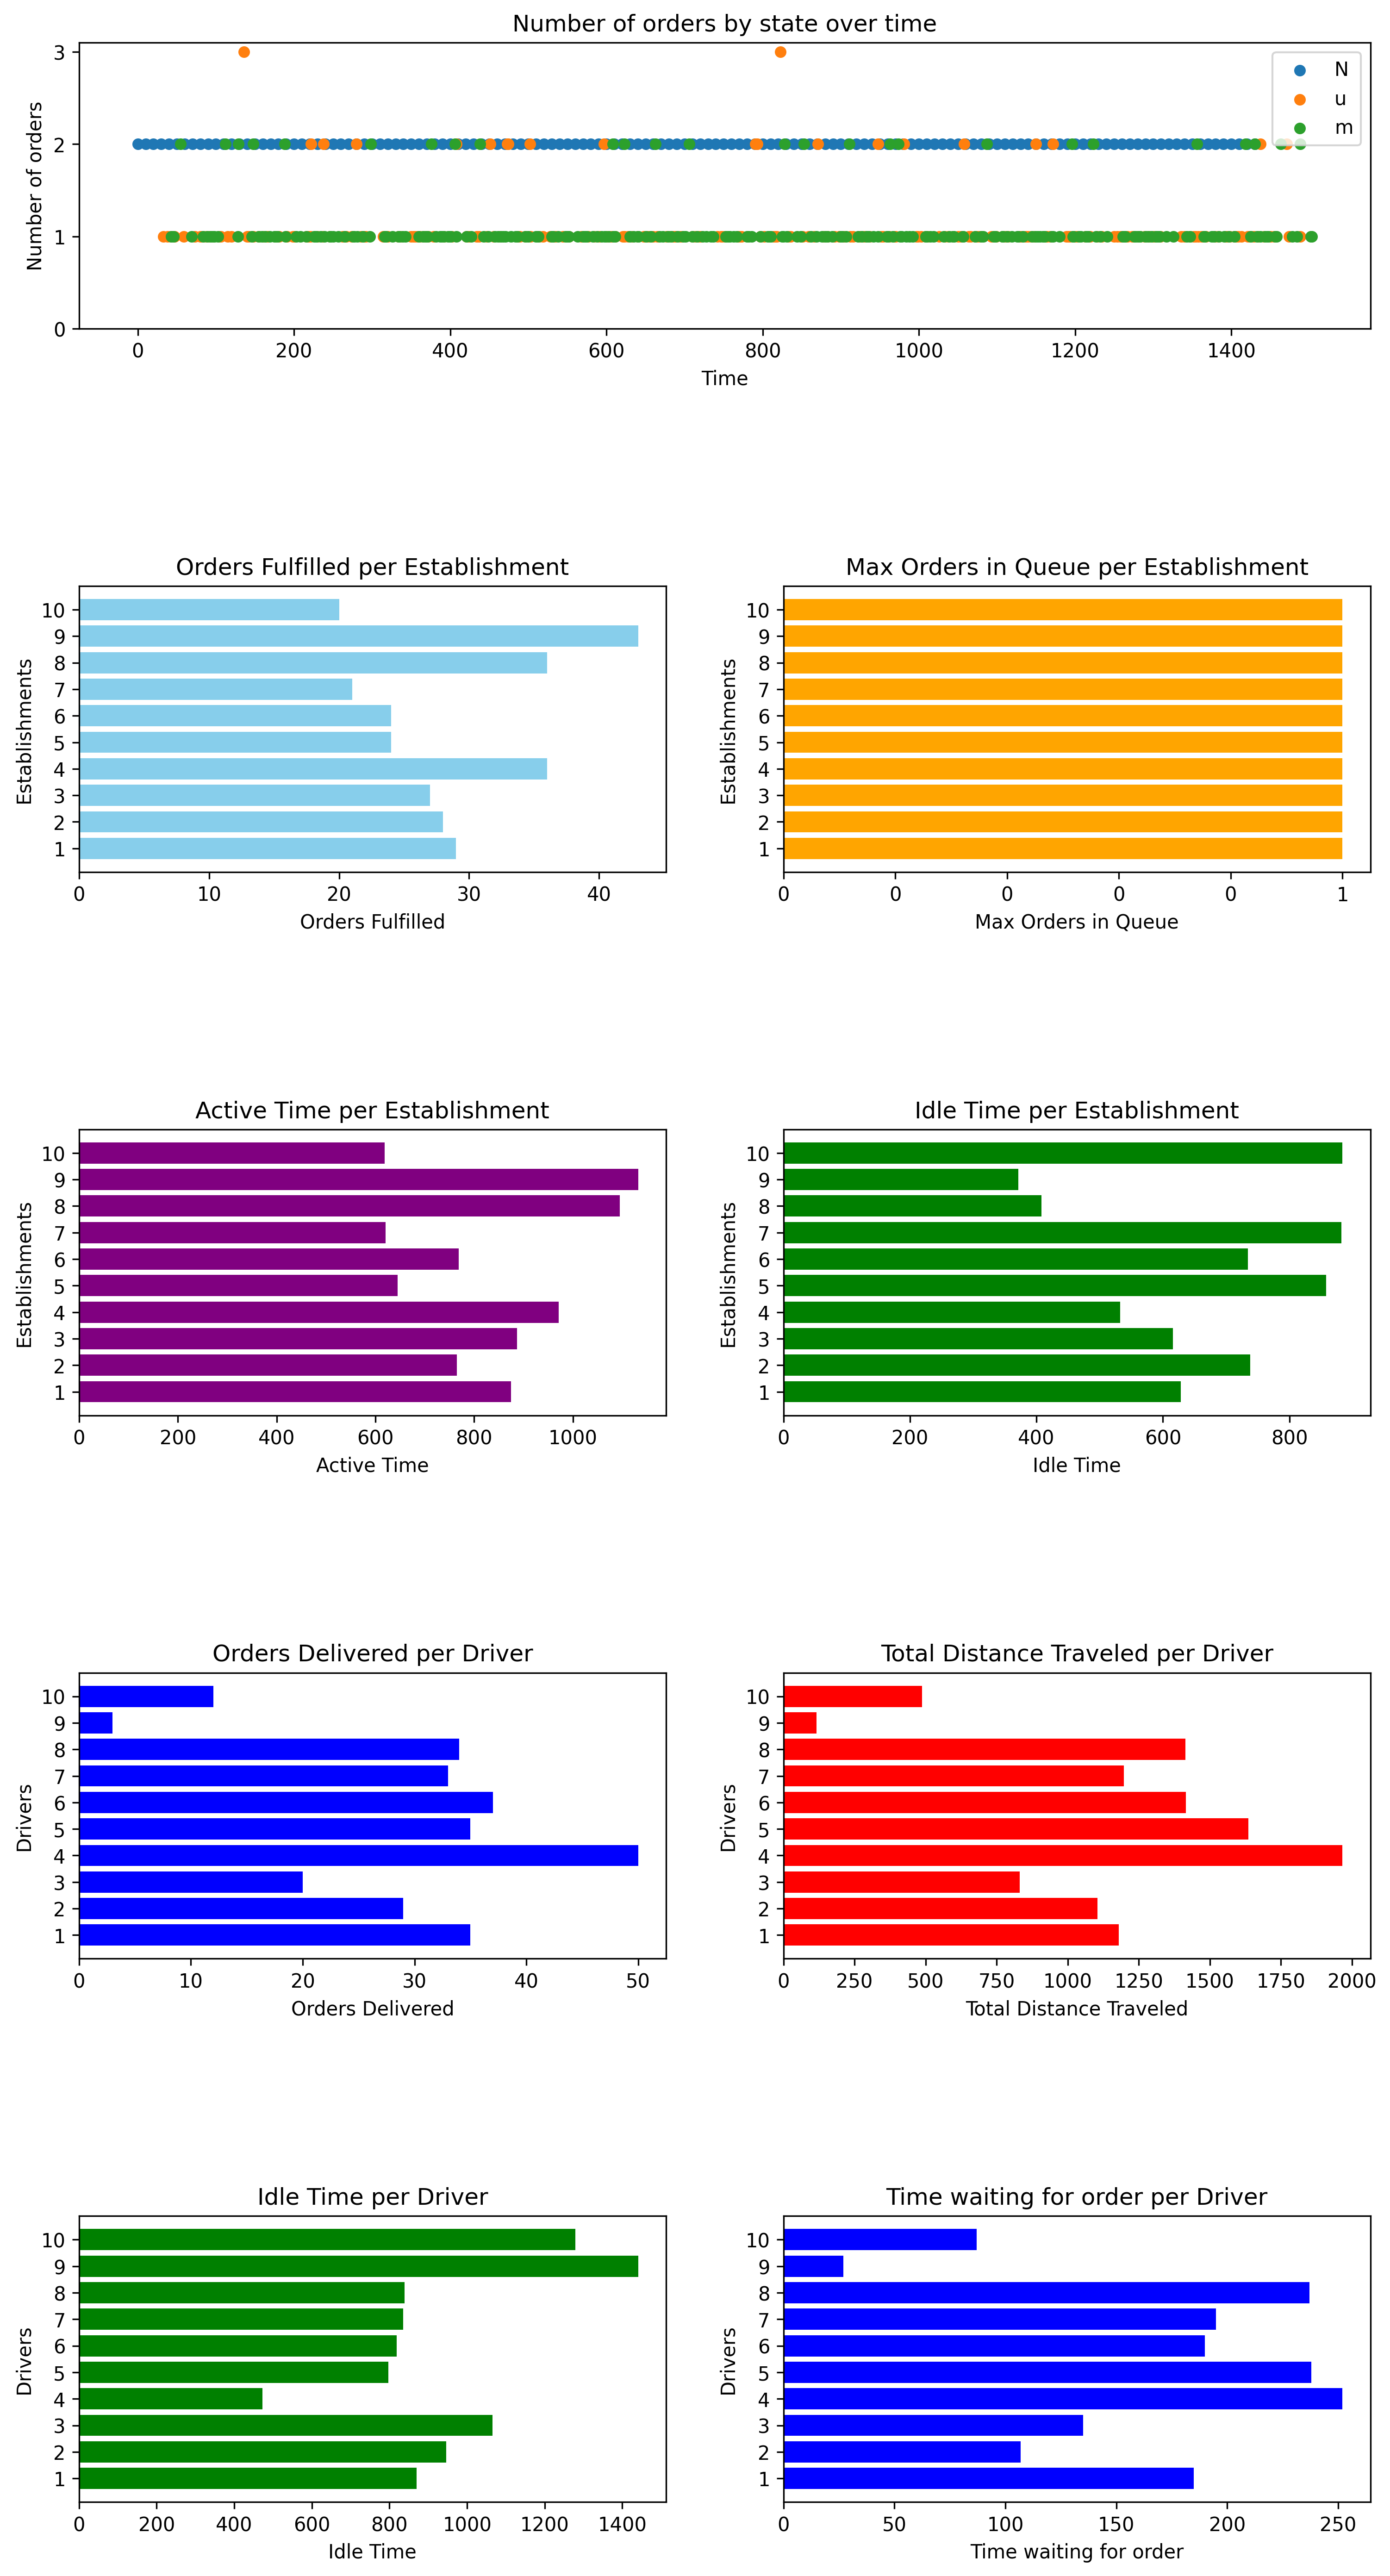 Number of orders by state over time
3
2
1
0
Number of orders
N
u
m
0 200 400 600 800 1000 1200 1400
Time
Orders Fulfilled per Establishment
10
9
8
7
6
5
4
3
2
1
Establishments
0 10 20 30 40
Orders Fulfilled
Max Orders in Queue per Establishment
10
9
8
7
6
5
4
3
2
1
Establishments
0 0 0 0 0 1
Max Orders in Queue
Active Time per Establishment
10
9
8
7
6
5
4
3
2
1
Establishments
0 200 400 600 800 1000
Active Time
Idle Time per Establishment
10
9
8
7
6
5
4
3
2
1
Establishments
0 200 400 600 800
Idle Time
Orders Delivered per Driver
10
9
8
7
6
5
4
3
2
1
Drivers
0 10 20 30 40 50
Orders Delivered
Total Distance Traveled per Driver
10
9
8
7
6
5
4
3
2
1
Drivers
0 250 500 750 1000 1250 1500 1750 2000
Total Distance Traveled
Idle Time per Driver
10
9
8
7
6
5
4
3
2
1
Drivers
0 200 400 600 800 1000 1200 1400
Idle Time
Time waiting for order per Driver
10
9
8
7
6
5
4
3
2
1
Drivers
0 50 100 150 200 250
Time waiting for order